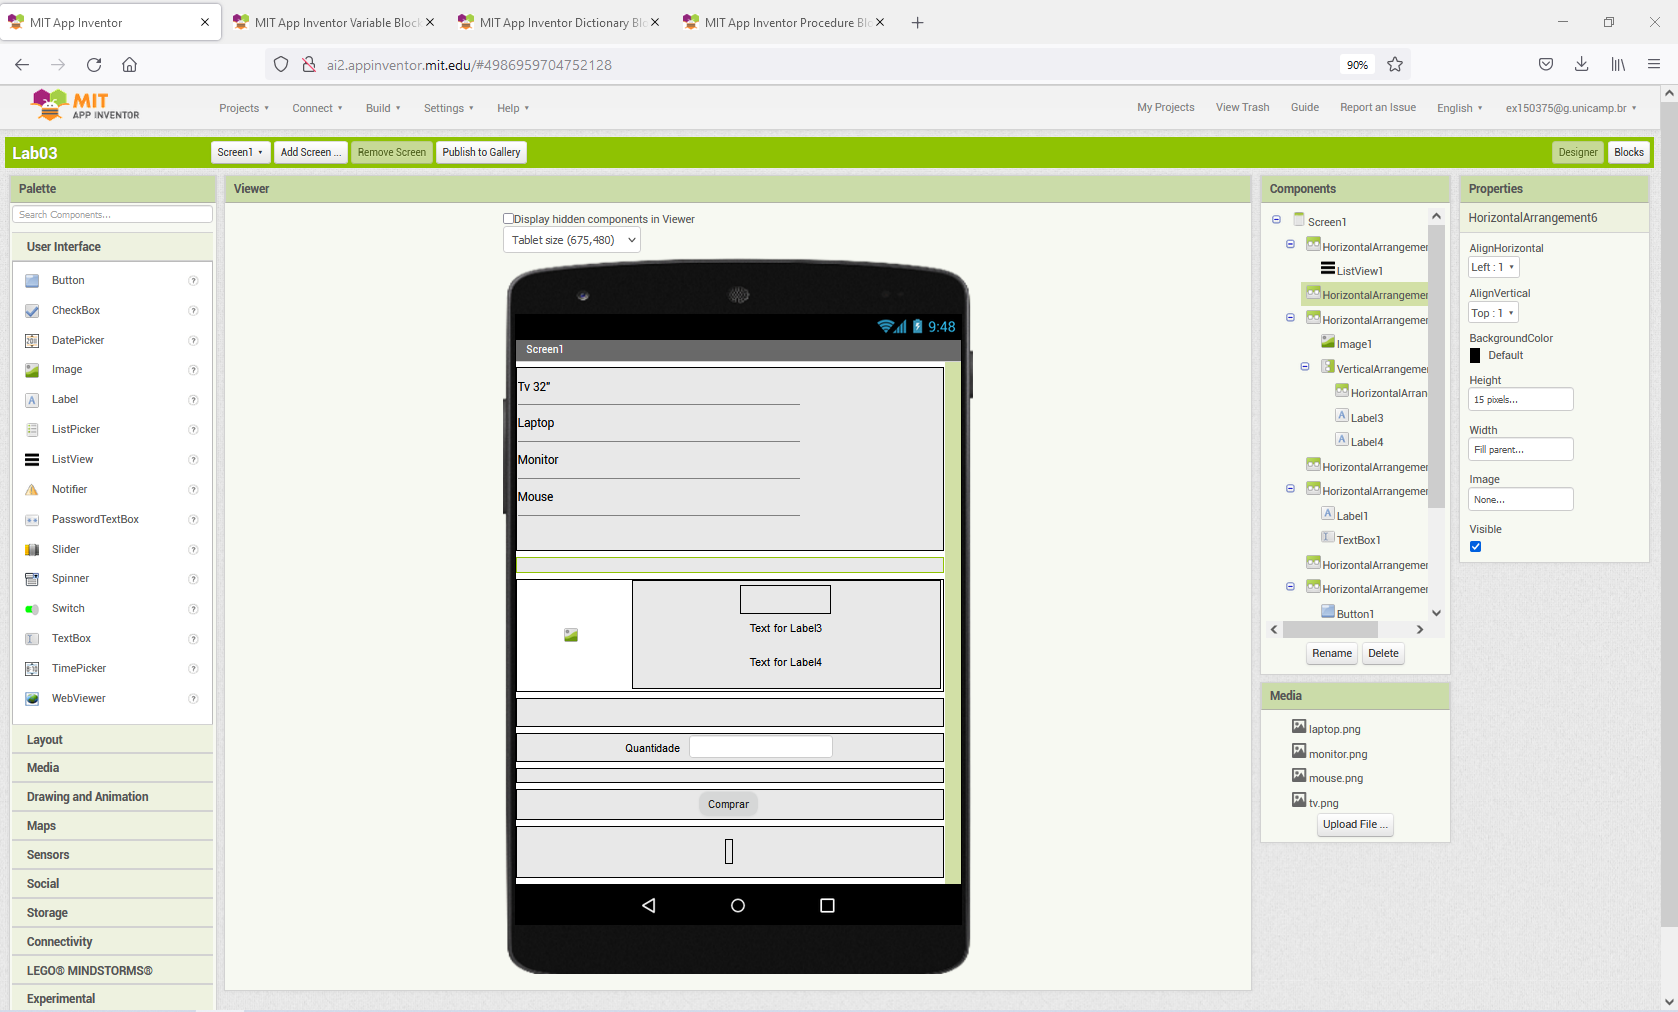 MIT App Inventor
MIT App Inventor Variable Block
MIT App Inventor Dictionary Blo
MIT App Inventor Procedure Blo
ai2.appinventor.mit.edu/#4986959704752128
90%
MIT
APP INVENTOR
Projects
Connect
Build
Settings
Help
My Projects
View Trash
Guide
Report an Issue
English
ex150375@g.unicamp.br
Lab03
Screen1
Add Screen ...
Remove Screen
Publish to Gallery
Designer
Blocks
Palette
Search Components...
User Interface
Button
CheckBox
DatePicker
Image
Label
ListPicker
ListView
Notifier
PasswordTextBox
Slider
Spinner
Switch
TextBox
TimePicker
WebViewer
Layout
Media
Drawing and Animation
Maps
Sensors
Social
Storage
Connectivity
LEGO® MINDSTORMS®
Experimental
Viewer
Display hidden components in Viewer
Tablet size (675,480)
9:48
Screen1
Tv 32"
Laptop
Monitor
Mouse
Text for Label3
Text for Label4
Quantidade
Comprar
Components
Screen1
HorizontalArrangemer
ListView1
HorizontalArrangemer
HorizontalArrangemer
Image1
VerticalArrangemer
HorizontalArran
Label3
Label4
HorizontalArrangemer
HorizontalArrangemer
Label1
TextBox1
HorizontalArrangemer
HorizontalArrangemer
Button1
Rename
Delete
Media
laptop.png
monitor.png
mouse.png
tv.png
Upload File ...
Properties
HorizontalArrangement6
AlignHorizontal
Left : 1
AlignVertical
Top : 1
BackgroundColor
Default
Height
15 pixels...
Width
Fill parent...
Image
None...
Visible